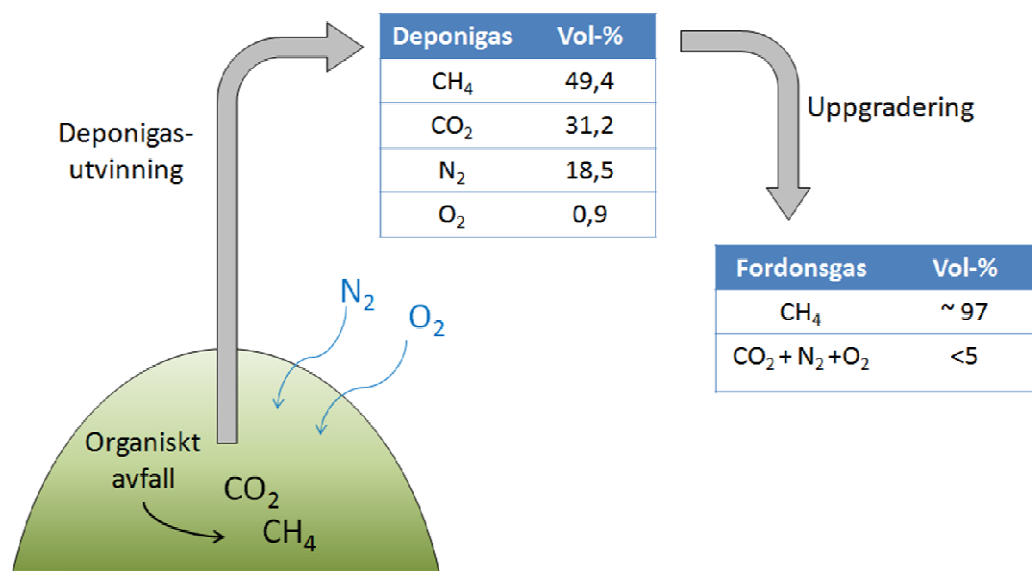 Deponigas-
utvinning
Deponigas Vol-%
CH₄ 49,4
CO₂ 31,2
N₂ 18,5
O₂ 0,9
Uppgradering
Fordonsgas Vol-%
CH₄ ~ 97
CO₂ + N₂ +O₂ <5
N₂
O₂
Organiskt
avfall
CO₂
CH₄